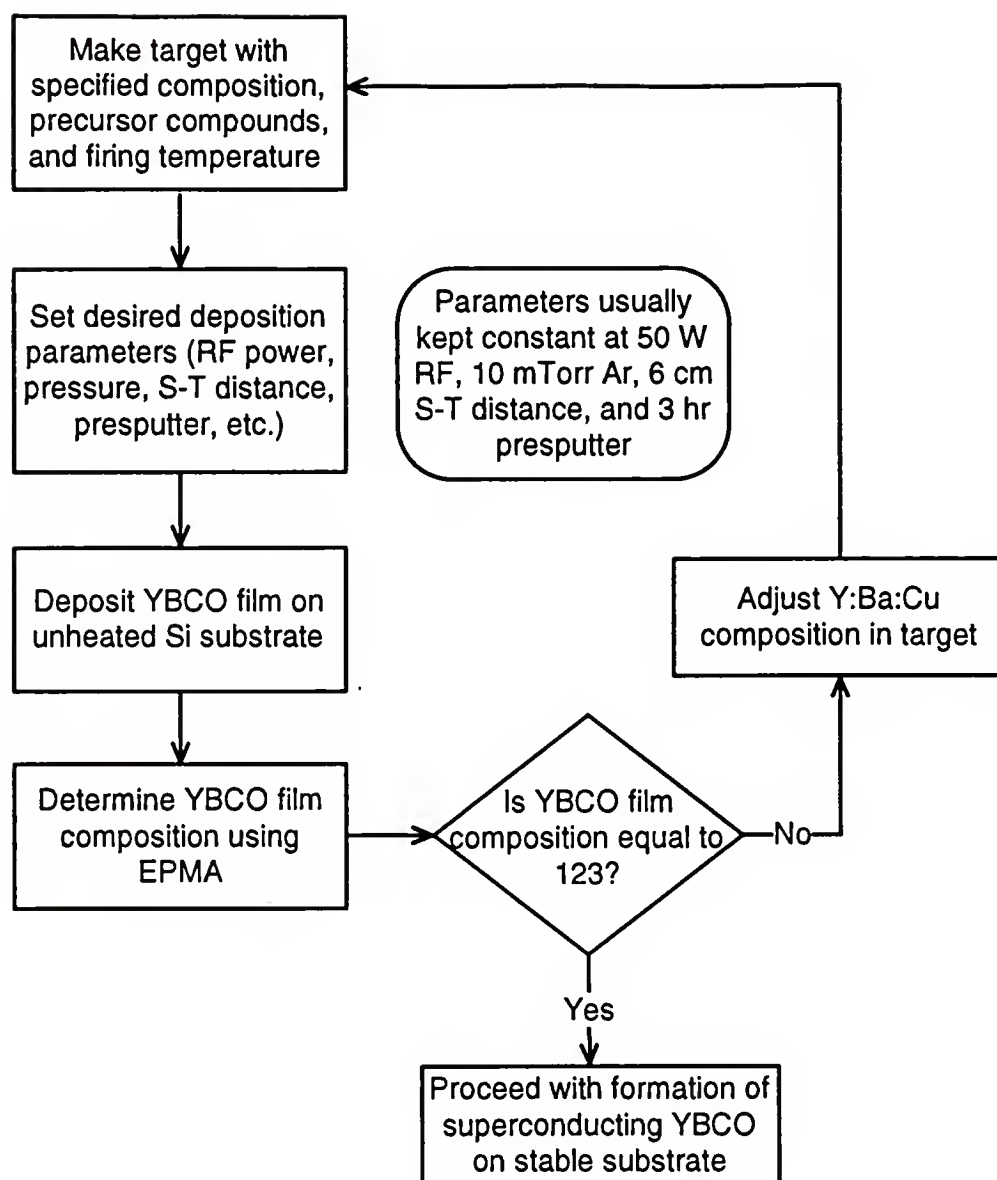 Make target with
specified composition,
precursor compounds,
and firing temperature
Set desired deposition
parameters (RF power,
pressure, S-T distance,
presputter, etc.)
Parameters usually
kept constant at 50 W
RF, 10 mTorr Ar, 6 cm
S-T distance, and 3 hr
presputter
Deposit YBCO film on
unheated Si substrate
Adjust Y:Ba:Cu
composition in target
Determine YBCO film
composition using
EPMA
Is YBCO film
composition equal to
123?
No
Yes
Proceed with formation of
superconducting YBCO
on stable substrate